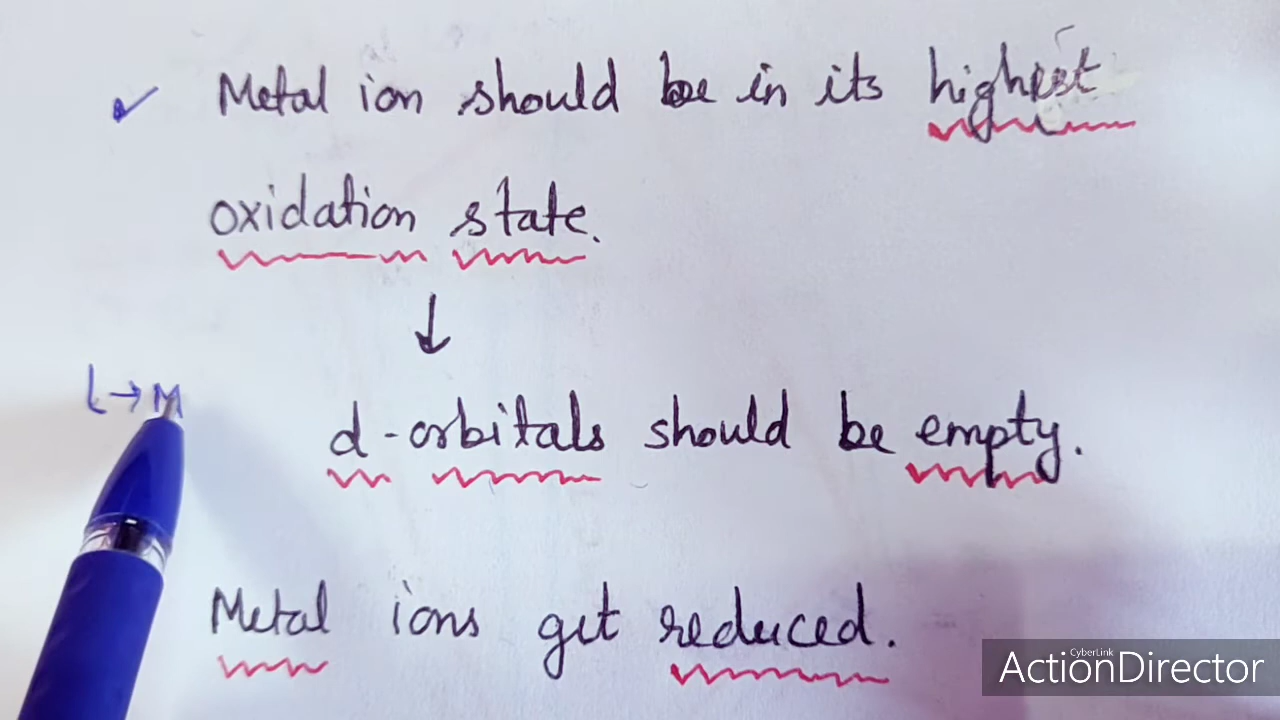 ✓ Metal ion should be in its highest
oxidation state.
↓
L → M
d-orbitals should be empty.
Metal ions get reduced.
CyberLink
ActionDirector